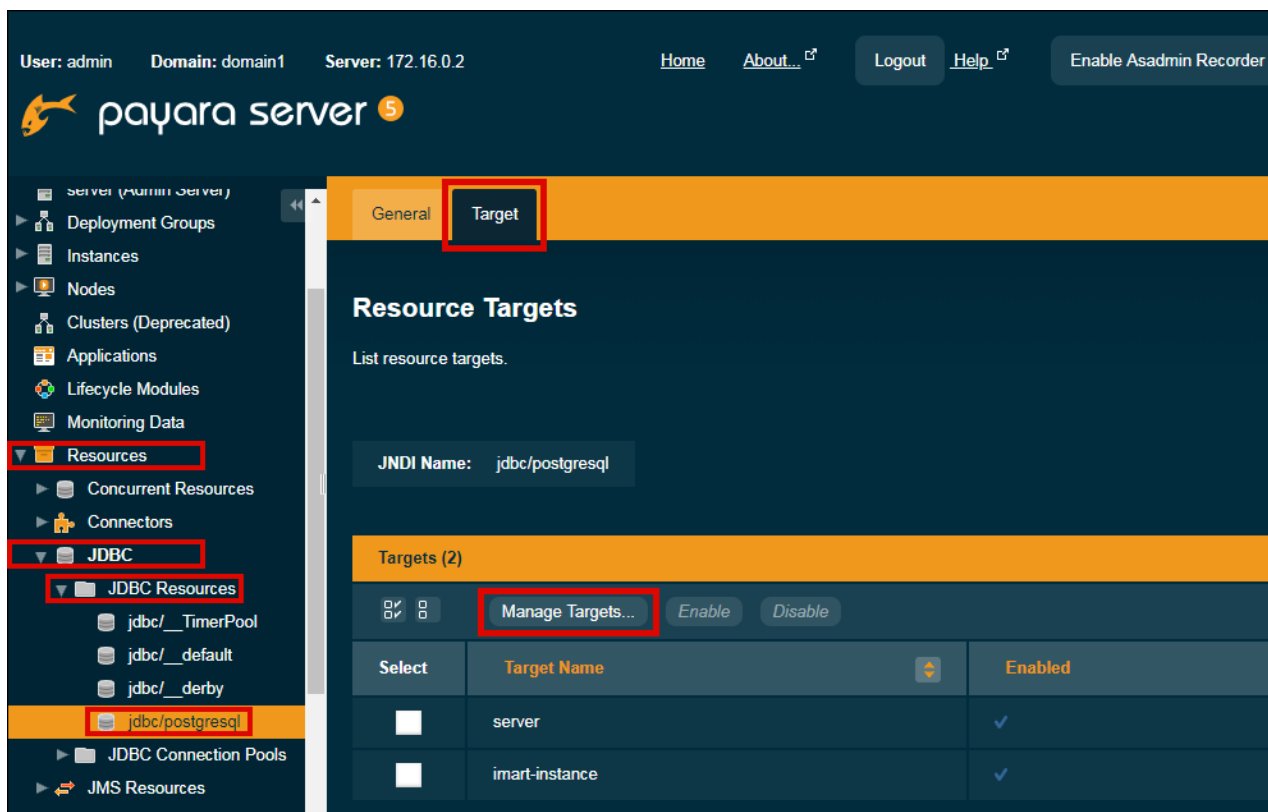 User: admin Domain: domain1 Server: 172.16.0.2 Home About... Logout Help Enable Asadmin Recorder
payara server 5
server (Admin Server)
Deployment Groups
Instances
Nodes
Clusters (Deprecated)
Applications
Lifecycle Modules
Monitoring Data
Resources
Concurrent Resources
Connectors
JDBC
JDBC Resources
jdbc/__TimerPool
jdbc/__default
jdbc/__derby
jdbc/postgresql
JDBC Connection Pools
JMS Resources
General Target
Resource Targets
List resource targets.
JNDI Name: jdbc/postgresql
Targets (2)
Manage Targets... Enable Disable
Select Target Name Enabled
server
imart-instance